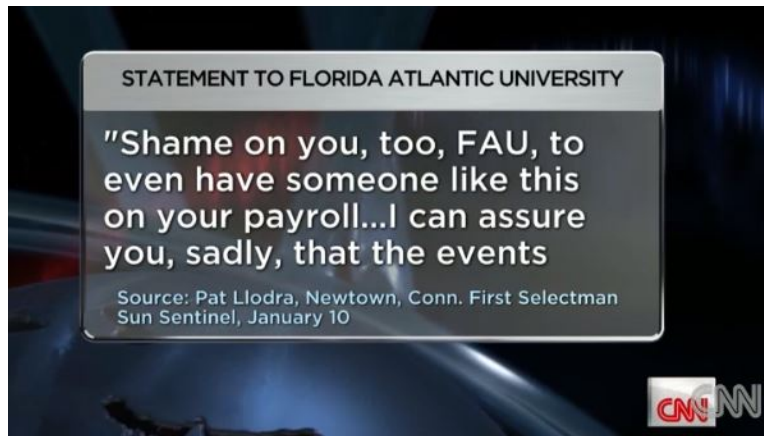 STATEMENT TO FLORIDA ATLANTIC UNIVERSITY
"Shame on you, too, FAU, to
even have someone like this
on your payroll...I can assure
you, sadly, that the events
Source: Pat Llodra, Newtown, Conn. First Selectman
Sun Sentinel, January 10
CNN CNN